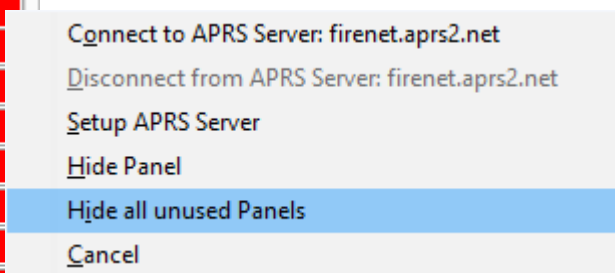 Connect to APRS Server: firenet.aprs2.net
Disconnect from APRS Server: firenet.aprs2.net
Setup APRS Server
Hide Panel
Hide all unused Panels
Cancel